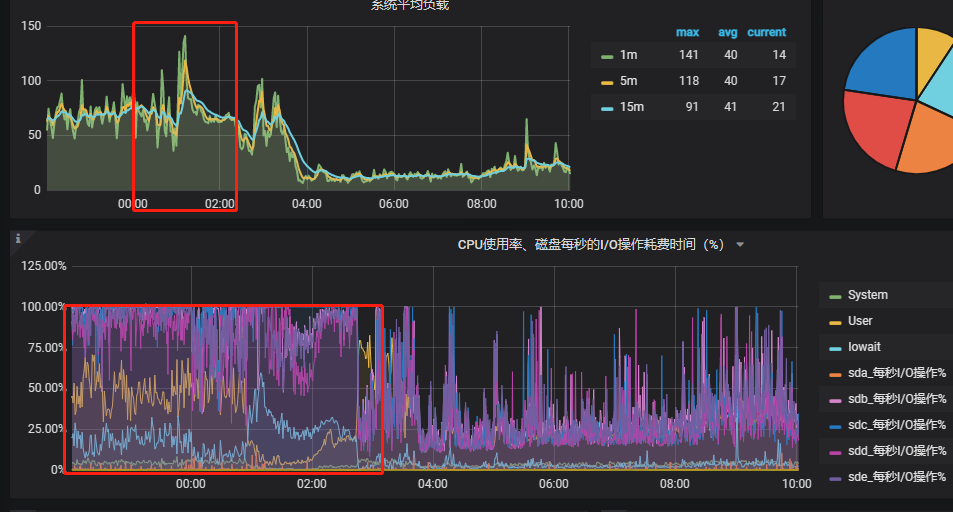 系统平均负载
150
100
50
0
00:00
02:00
04:00
06:00
08:00
10:00
max avg current
1m 141 40 14
5m 118 40 17
15m 91 41 21
i
CPU使用率、磁盘每秒的I/O操作耗费时间（%）
125.00%
100.00%
75.00%
50.00%
25.00%
0%
00:00
02:00
04:00
06:00
08:00
10:00
System
User
Iowait
sda_每秒I/O操作%
sdb_每秒I/O操作%
sdc_每秒I/O操作%
sdd_每秒I/O操作%
sde_每秒I/O操作%